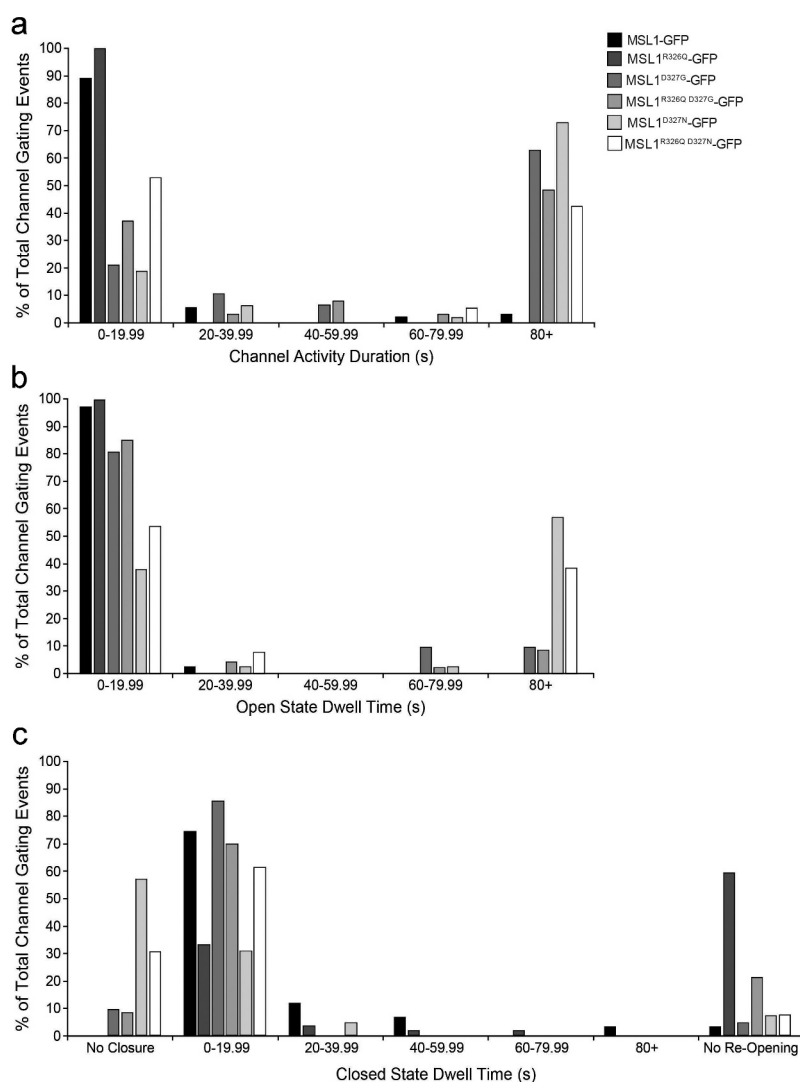 a
MSL1-GFP
MSL1R326Q-GFP
MSL1D327G-GFP
MSL1R326Q D327G-GFP
MSL1D327N-GFP
MSL1R326Q D327N-GFP
% of Total Channel Gating Events
100
90
80
70
60
50
40
30
20
10
0
0-19.99 20-39.99 40-59.99 60-79.99 80+
Channel Activity Duration (s)
b
% of Total Channel Gating Events
100
90
80
70
60
50
40
30
20
10
0
0-19.99 20-39.99 40-59.99 60-79.99 80+
Open State Dwell Time (s)
c
% of Total Channel Gating Events
100
90
80
70
60
50
40
30
20
10
0
No Closure 0-19.99 20-39.99 40-59.99 60-79.99 80+ No Re-Opening
Closed State Dwell Time (s)